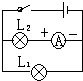 L₂
+ A -
L₁